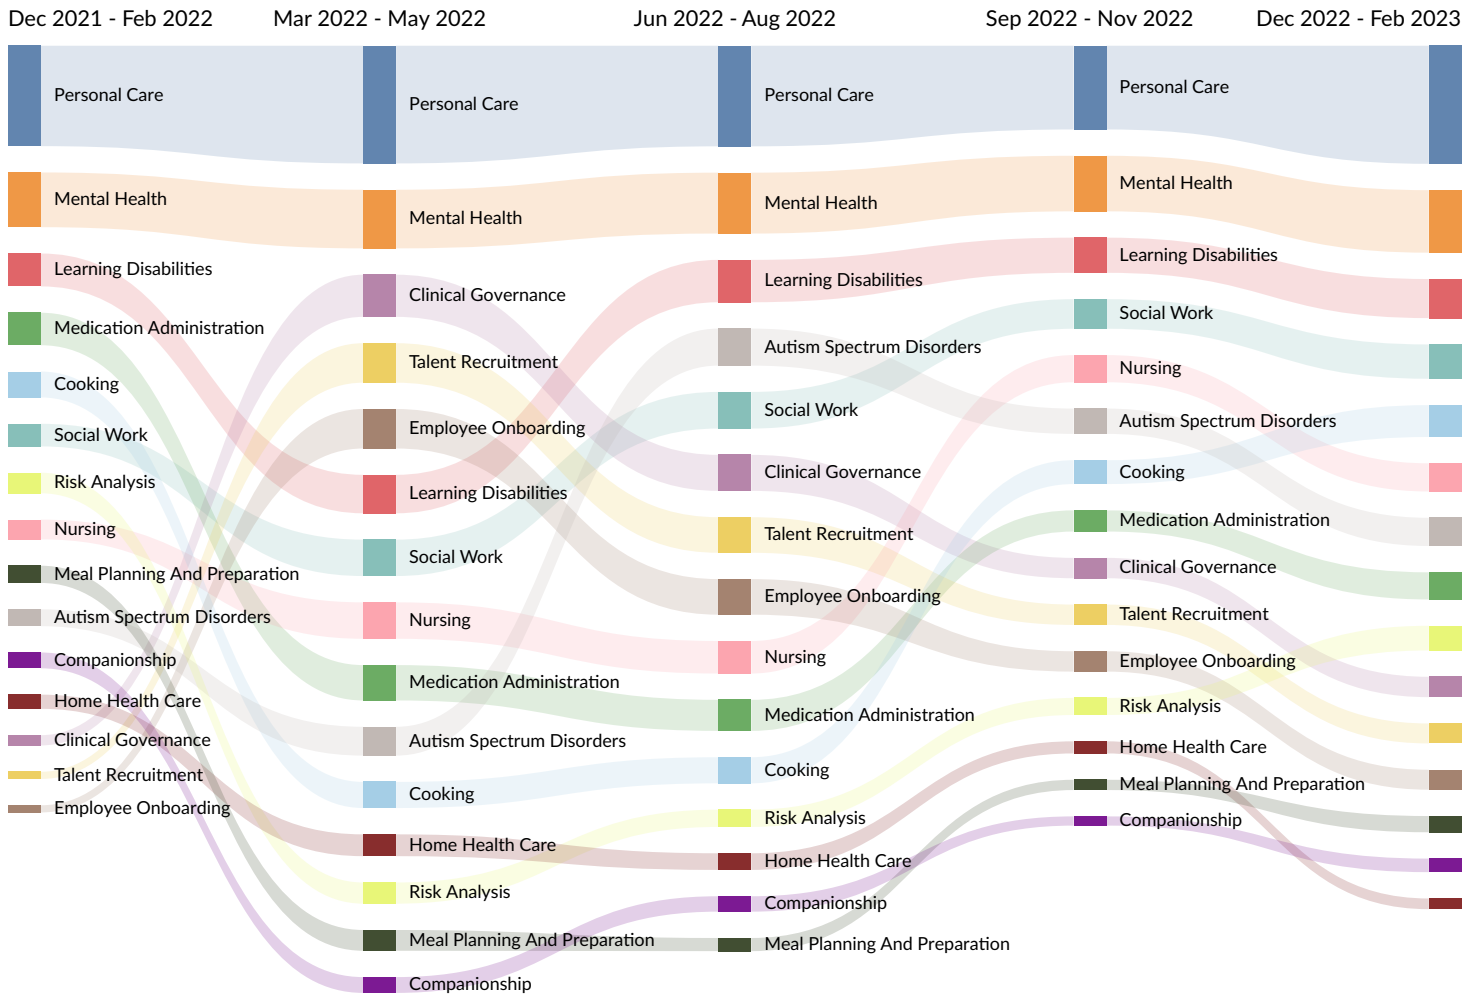 Dec 2021 - Feb 2022
Mar 2022 - May 2022
Jun 2022 - Aug 2022
Sep 2022 - Nov 2022
Dec 2022 - Feb 2023
Personal Care
Mental Health
Learning Disabilities
Medication Administration
Cooking
Social Work
Risk Analysis
Nursing
Meal Planning And Preparation
Autism Spectrum Disorders
Companionship
Home Health Care
Clinical Governance
Talent Recruitment
Employee Onboarding
Personal Care
Mental Health
Clinical Governance
Talent Recruitment
Employee Onboarding
Learning Disabilities
Social Work
Nursing
Medication Administration
Autism Spectrum Disorders
Cooking
Home Health Care
Risk Analysis
Meal Planning And Preparation
Companionship
Personal Care
Mental Health
Learning Disabilities
Autism Spectrum Disorders
Social Work
Clinical Governance
Talent Recruitment
Employee Onboarding
Nursing
Medication Administration
Cooking
Risk Analysis
Home Health Care
Companionship
Meal Planning And Preparation
Personal Care
Mental Health
Learning Disabilities
Social Work
Nursing
Autism Spectrum Disorders
Cooking
Medication Administration
Clinical Governance
Talent Recruitment
Employee Onboarding
Risk Analysis
Home Health Care
Meal Planning And Preparation
Companionship